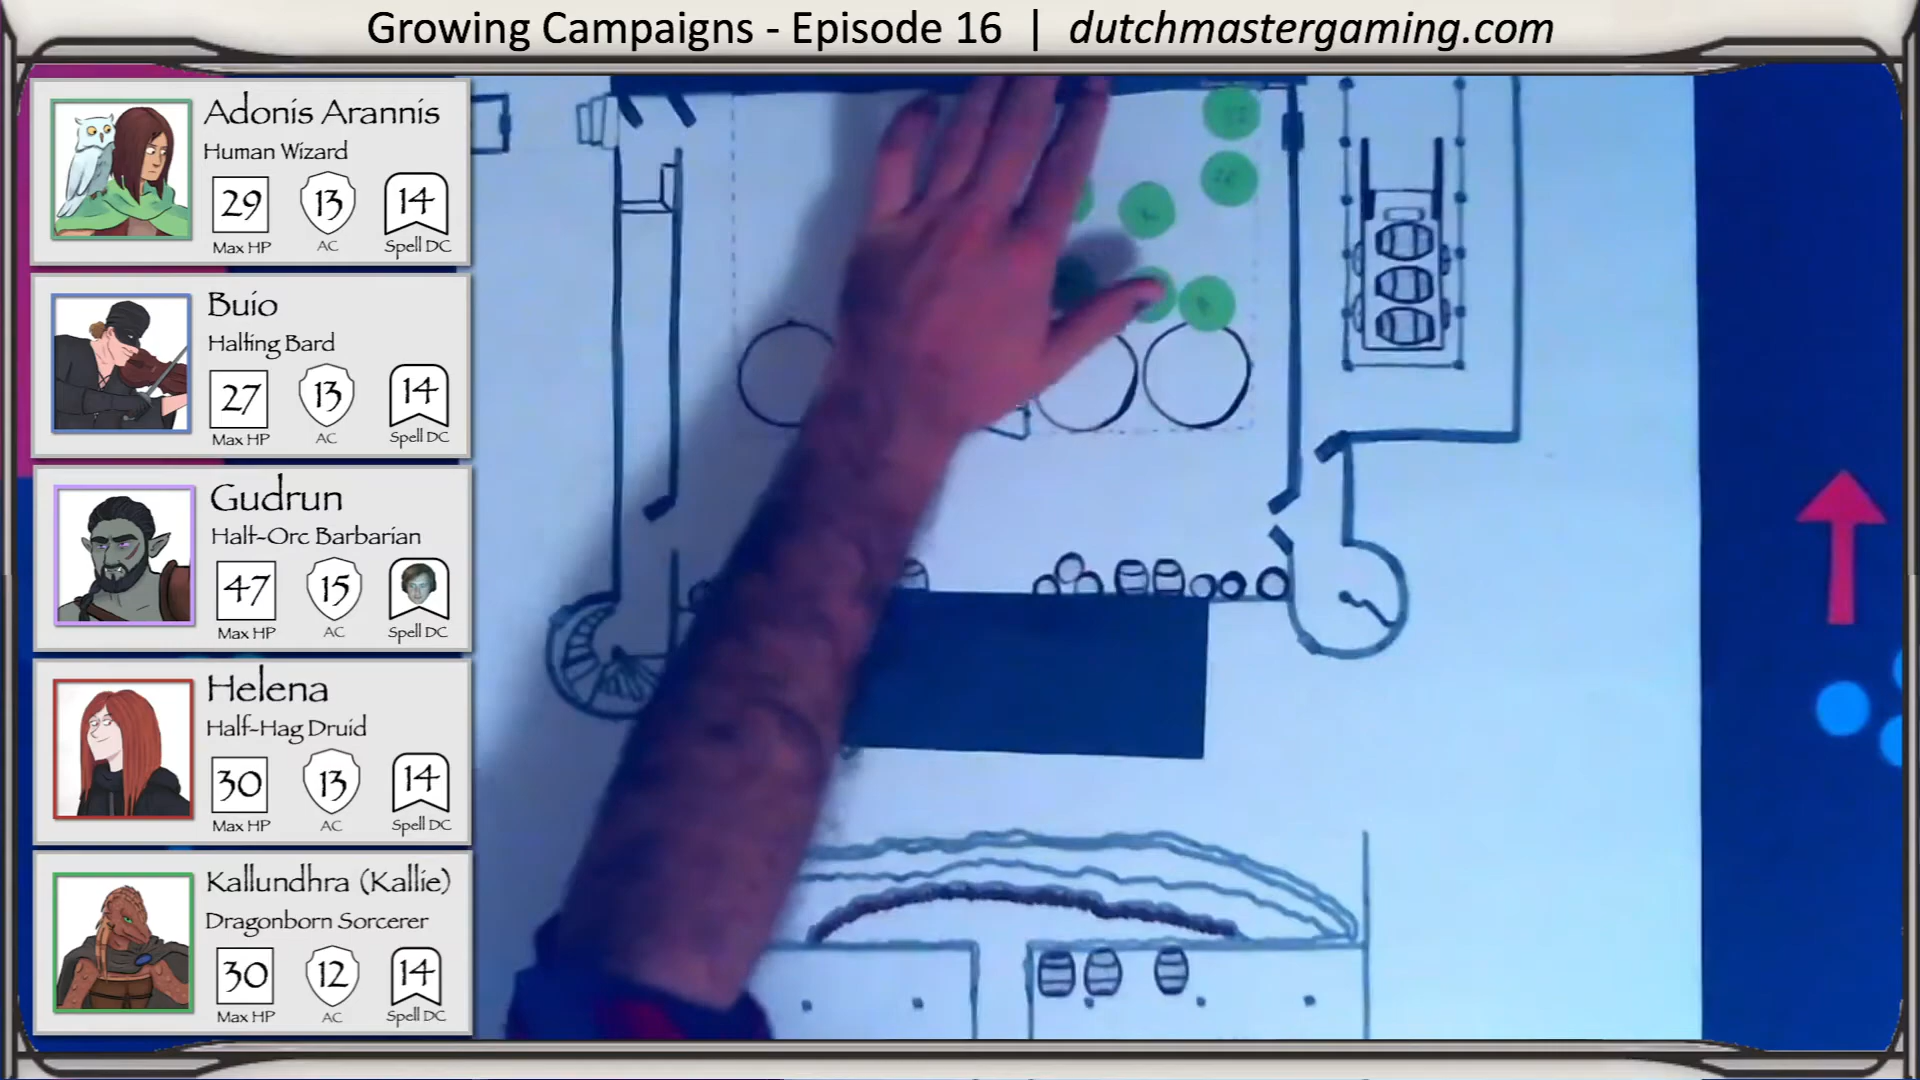 Growing Campaigns - Episode 16 | dutchmastergaming.com
Adonis Arannis
Human Wizard
29 13 14
Max HP AC Spell DC
Buio
Halfing Bard
27 13 14
Max HP AC Spell DC
Gudrun
Half-Orc Barbarian
47 15
Max HP AC Spell DC
Helena
Half-Hag Druid
30 13 14
Max HP AC Spell DC
Kallundhra (Kallie)
Dragonborn Sorcerer
30 12 14
Max HP AC Spell DC